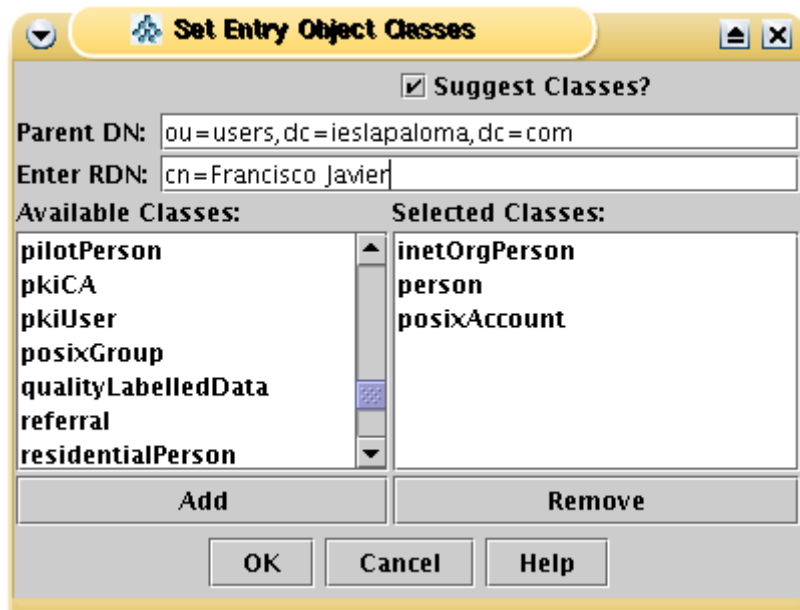 Set Entry Object Classes
Suggest Classes?
Parent DN: ou=users,dc=ieslapaloma,dc=com
Enter RDN: cn=Francisco Javier
Available Classes:
pilotPerson
pkiCA
pkiUser
posixGroup
qualityLabelledData
referral
residentialPerson
Selected Classes:
inetOrgPerson
person
posixAccount
Add
Remove
OK
Cancel
Help